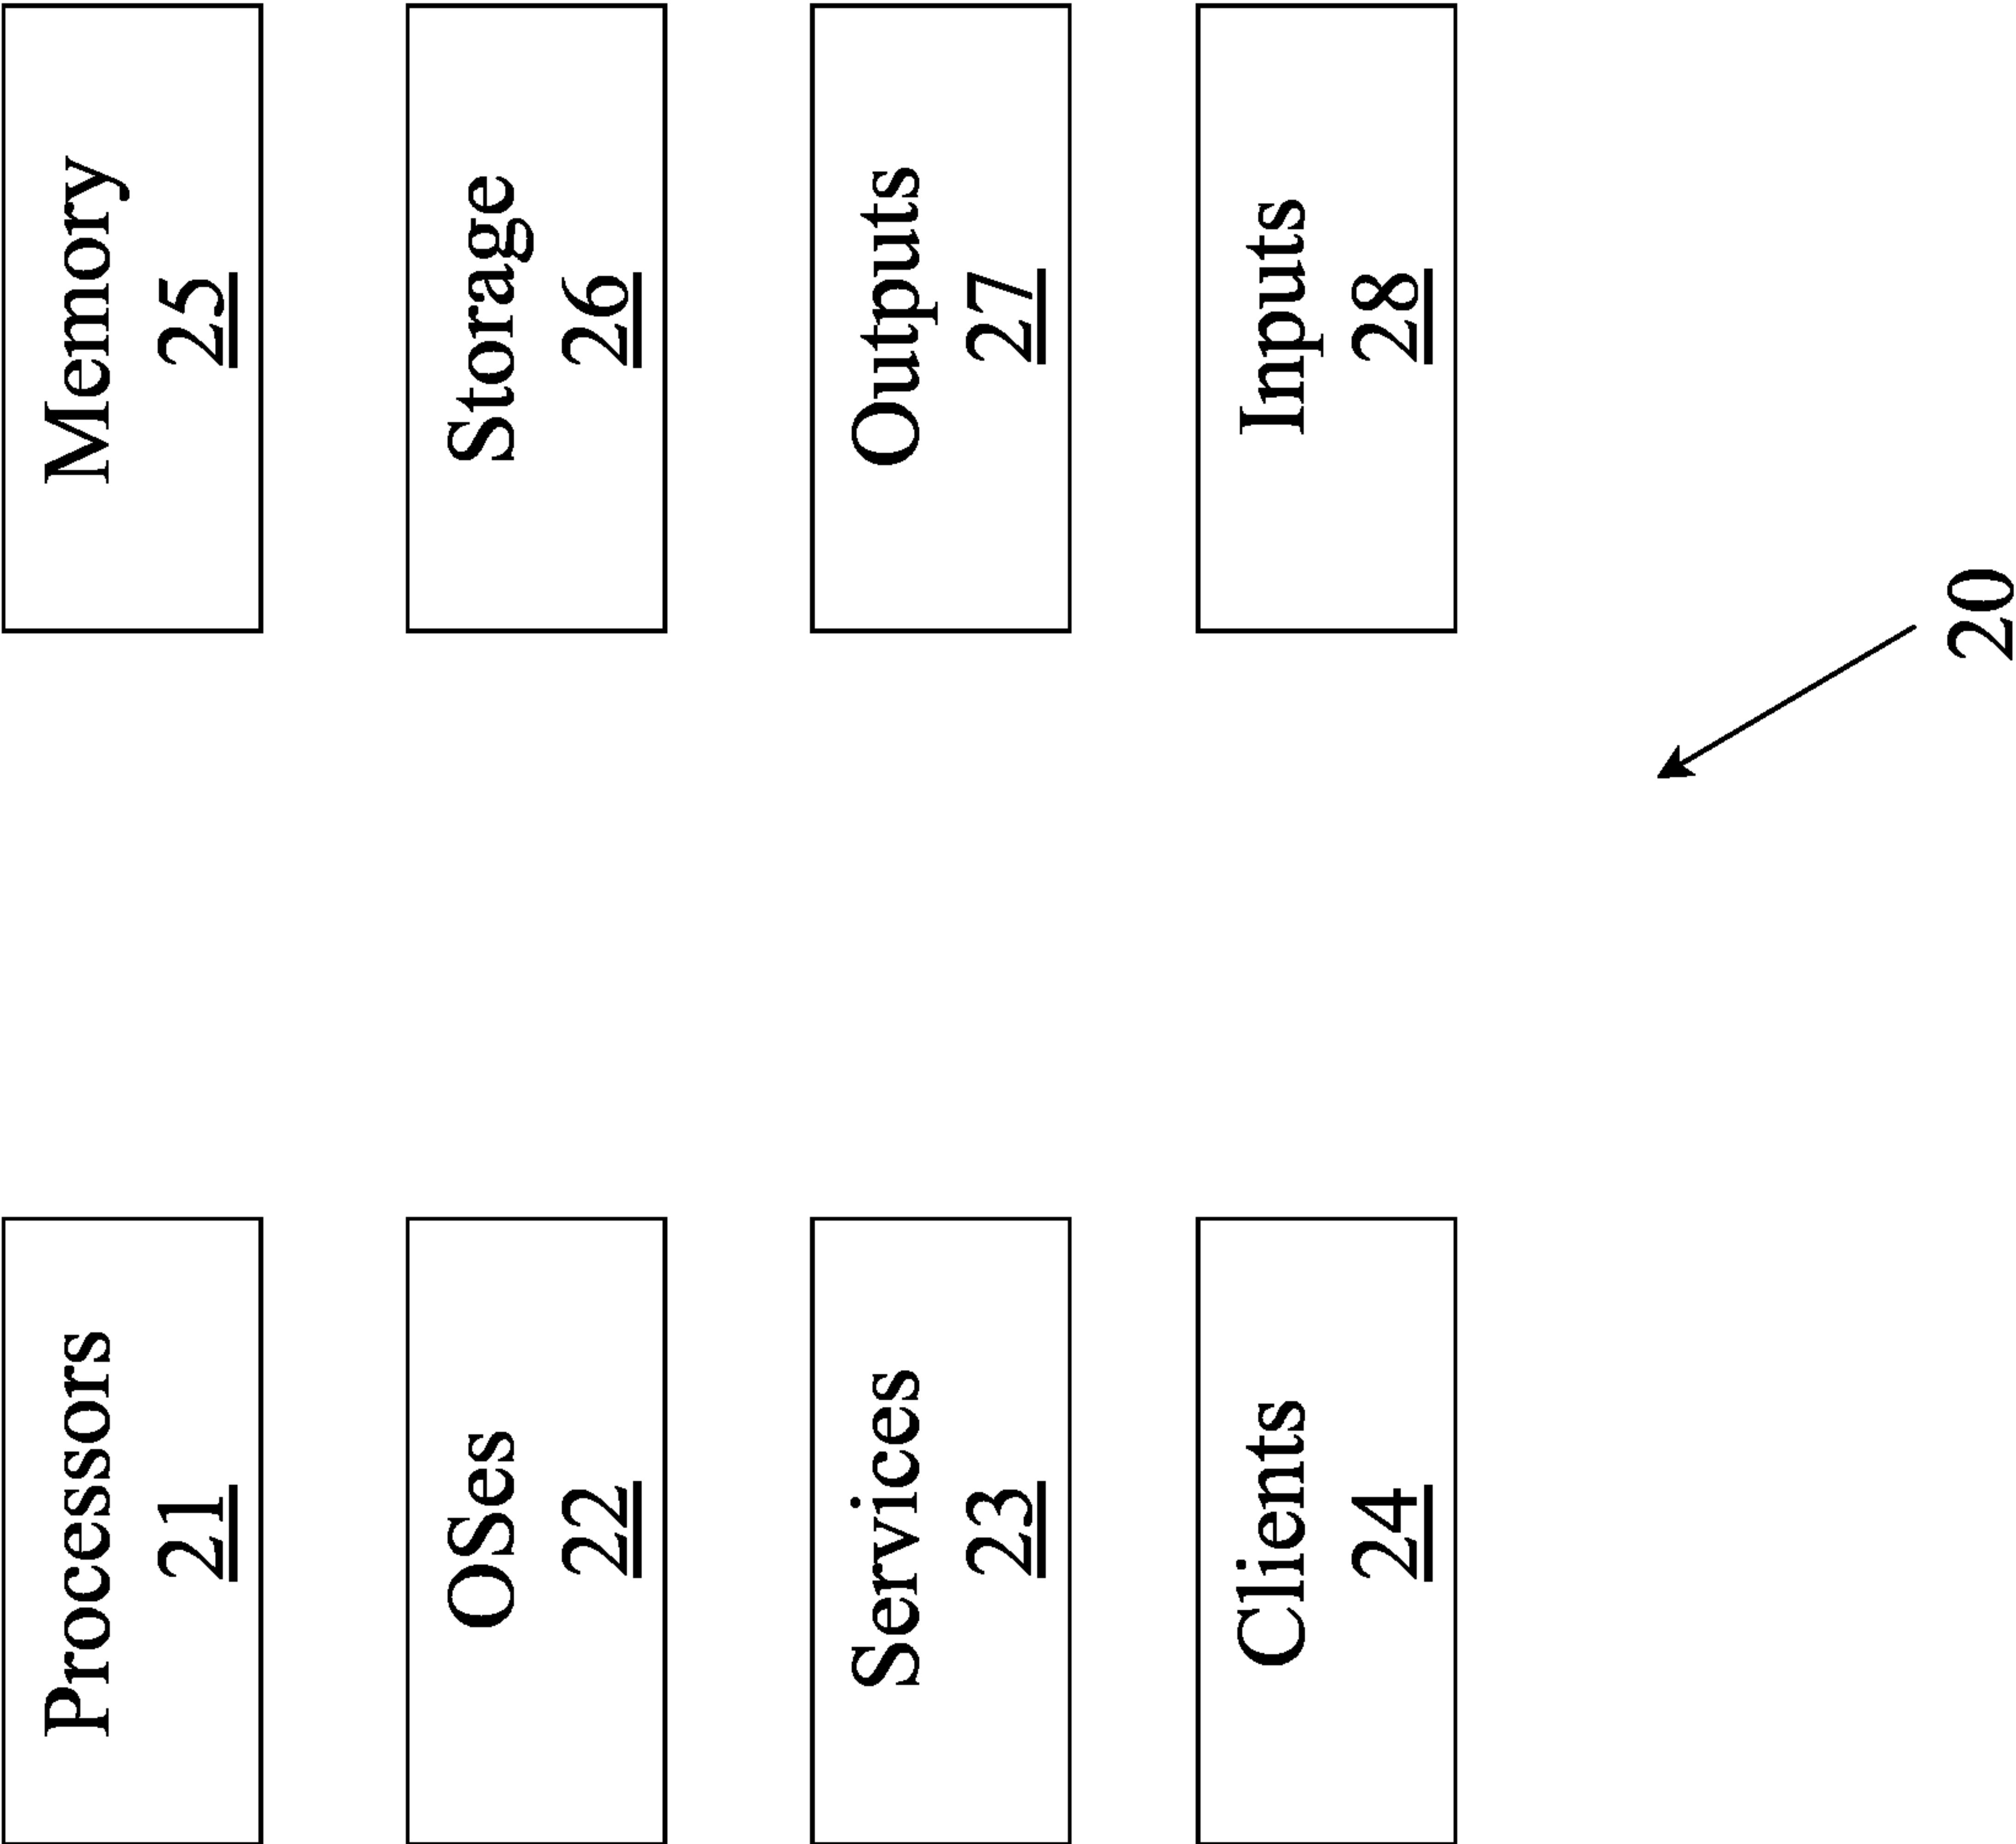 Processors
21
Memory
25
OSes
22
Storage
26
Services
23
Outputs
27
Clients
24
Inputs
28
20